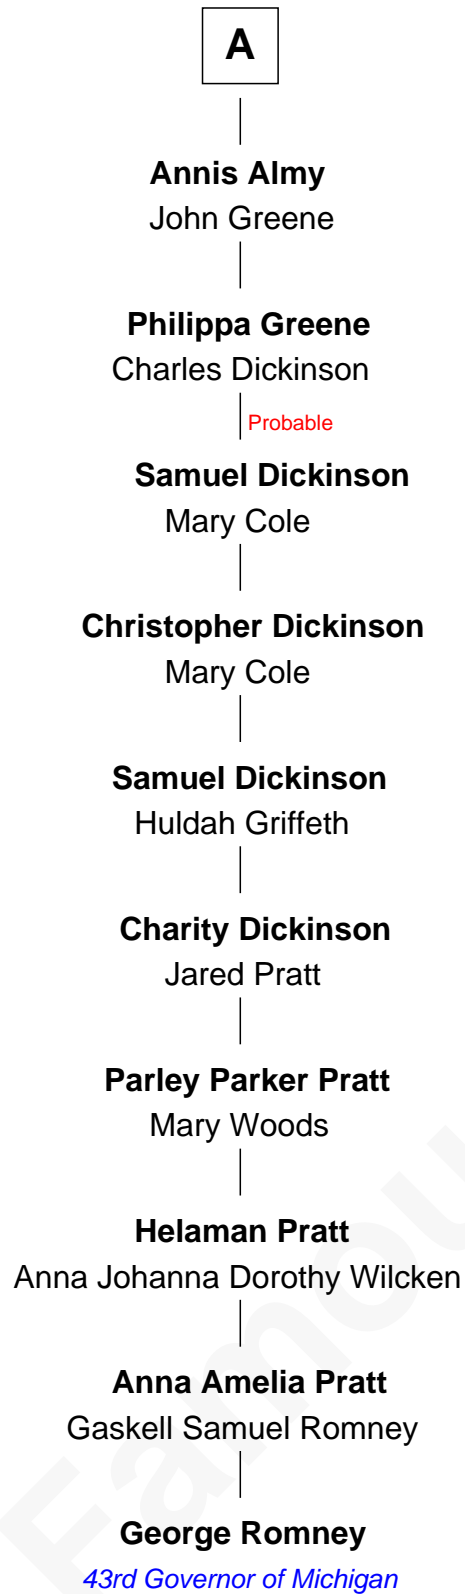 A
Annis Almy
John Greene
Philippa Greene
Charles Dickinson
Probable
Samuel Dickinson
Mary Cole
Christopher Dickinson
Mary Cole
Samuel Dickinson
Huldah Griffeth
Charity Dickinson
Jared Pratt
Parley Parker Pratt
Mary Woods
Helaman Pratt
Anna Johanna Dorothy Wilcken
Anna Amelia Pratt
Gaskell Samuel Romney
George Romney
43rd Governor of Michigan
Famou